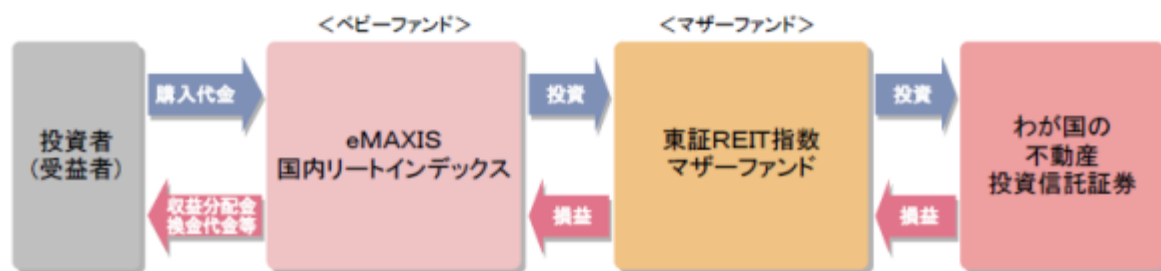 ＜ベビーファンド＞
＜マザーファンド＞
投資者
（受益者）
購入代金
収益分配金
換金代金等
eMAXIS
国内リートインデックス
投資
損益
東証REIT指数
マザーファンド
投資
損益
わが国の
不動産
投資信託証券